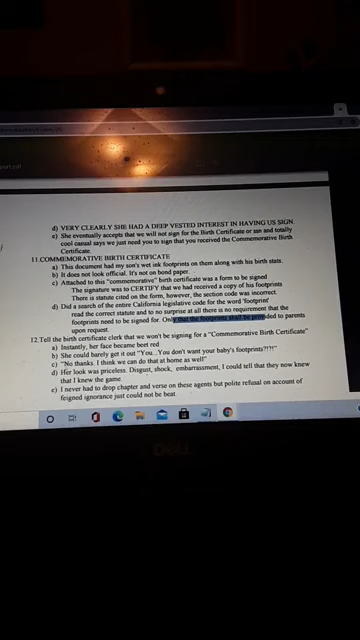 d) VERY CLEARLY SHE HAD A DEEP VESTED INTEREST IN HAVING US SIGN.
e) She eventually accepts that we will not sign for the Birth Certificate or ssn and totally
cool casual says we just need you to sign that you received the Commemorative Birth
Certificate.
11.COMMEMORATIVE BIRTH CERTIFICATE
a) This document had my son's wet ink footprints on them along with his birth stats.
b) It does not look official. It's not on bond paper.
c) Attached to this "commemorative" birth certificate was a form to be signed
The signature was to CERTIFY that we had received a copy of his footprints
There is statute cited on the form, however, the section code was incorrect.
d) Did a search of the entire California legislative code for the word 'footprint'
read the correct statute and to no surprise at all there is no requirement that the
footprints need to be signed for. Only that the footprints shall be provided to parents
upon request.
12.Tell the birth certificate clerk that we won't be signing for a "Commemorative Birth Certificate"
a) Instantly, her face became beet red
b) She could barely get it out "You...You don't want your baby's footprints?!?!"
c) "No thanks. I think we can do that at home as well"
d) Her look was priceless. Disgust, shock, embarrassment, I could tell that they now knew
that I knew the game.
e) I never had to drop chapter and verse on these agents but polite refusal on account of
feigned ignorance just could not be beat.
DELL